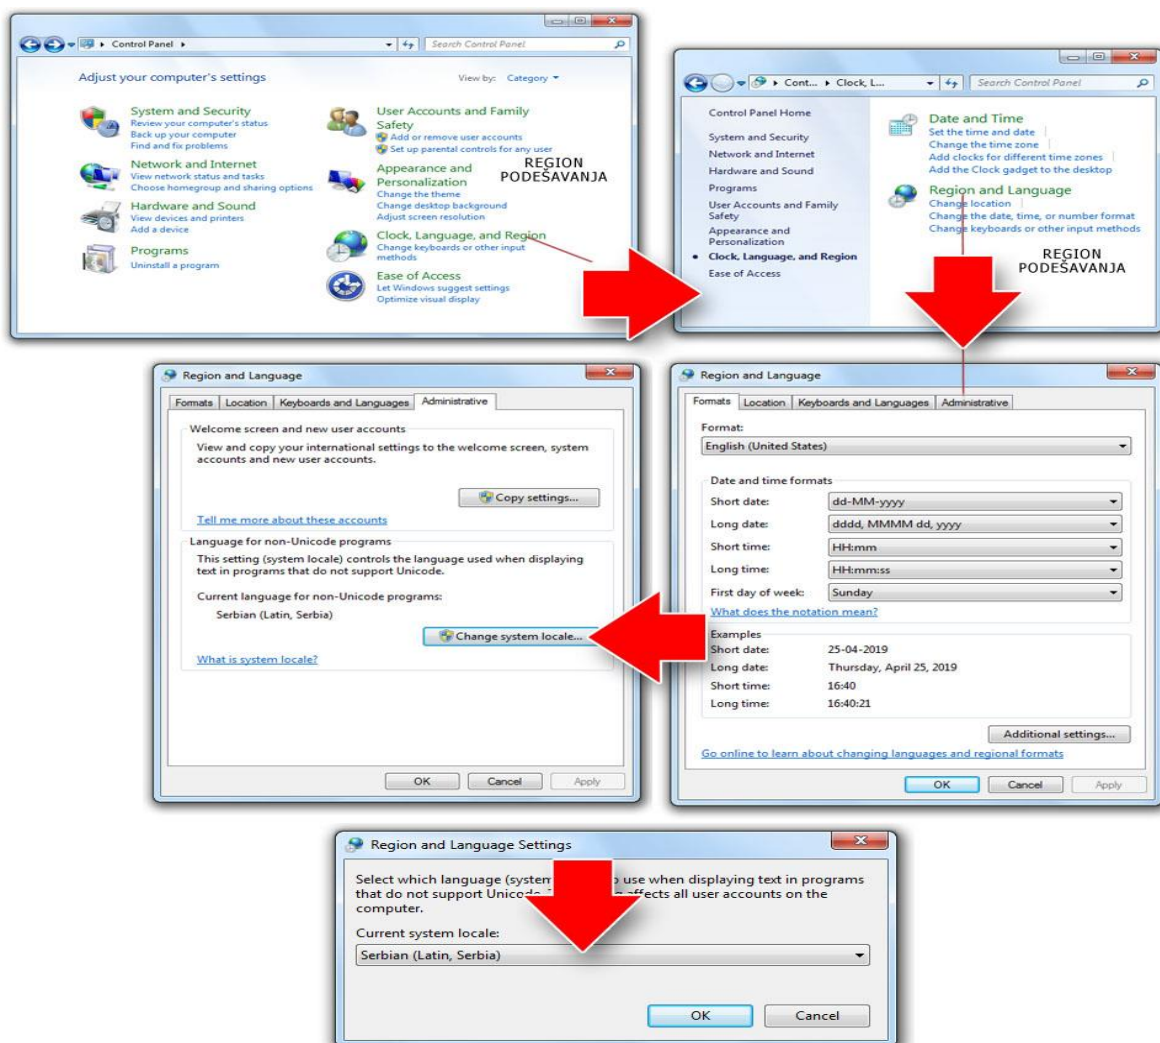 Control Panel
Search Control Panel
Adjust your computer's settings
View by: Category
System and Security
Review your computer's status
Back up your computer
Find and fix problems
Network and Internet
View network status and tasks
Choose homegroup and sharing options
Hardware and Sound
View devices and printers
Add a device
Programs
Uninstall a program
User Accounts and Family
Safety
Add or remove user accounts
Set up parental controls for any user
Appearance and
Personalization
Change the theme
Change desktop background
Adjust screen resolution
Clock, Language, and Region
Change keyboards or other input
methods
Ease of Access
Let Windows suggest settings
Optimize visual display
REGION
PODEŠAVANJA
Cont... Clock, L...
Search Control Panel
Control Panel Home
System and Security
Network and Internet
Hardware and Sound
Programs
User Accounts and Family
Safety
Appearance and
Personalization
Clock, Language, and Region
Ease of Access
Date and Time
Set the time and date
Change the time zone
Add clocks for different time zones
Add the Clock gadget to the desktop
Region and Language
Change location
Change the date, time, or number format
Change keyboards or other input methods
REGION
PODEŠAVANJA
Region and Language
Formats Location Keyboards and Languages Administrative
Format:
English (United States)
Date and time formats
Short date: dd-MM-yyyy
Long date: dddd, MMMM dd, yyyy
Short time: HH:mm
Long time: HH:mm:ss
First day of week: Sunday
What does the notation mean?
Examples
Short date: 25-04-2019
Long date: Thursday, April 25, 2019
Short time: 16:40
Long time: 16:40:21
Additional settings...
Go online to learn about changing languages and regional formats
OK Cancel Apply
Region and Language
Formats Location Keyboards and Languages Administrative
Welcome screen and new user accounts
View and copy your international settings to the welcome screen, system
accounts and new user accounts.
Copy settings...
Tell me more about these accounts
Language for non-Unicode programs
This setting (system locale) controls the language used when displaying
text in programs that do not support Unicode.
Current language for non-Unicode programs:
Serbian (Latin, Serbia)
Change system locale...
What is system locale?
OK Cancel Apply
Region and Language Settings
Select which language (system use when displaying text in programs
that do not support affects all user accounts on the
computer.
Current system locale:
Serbian (Latin, Serbia)
OK Cancel